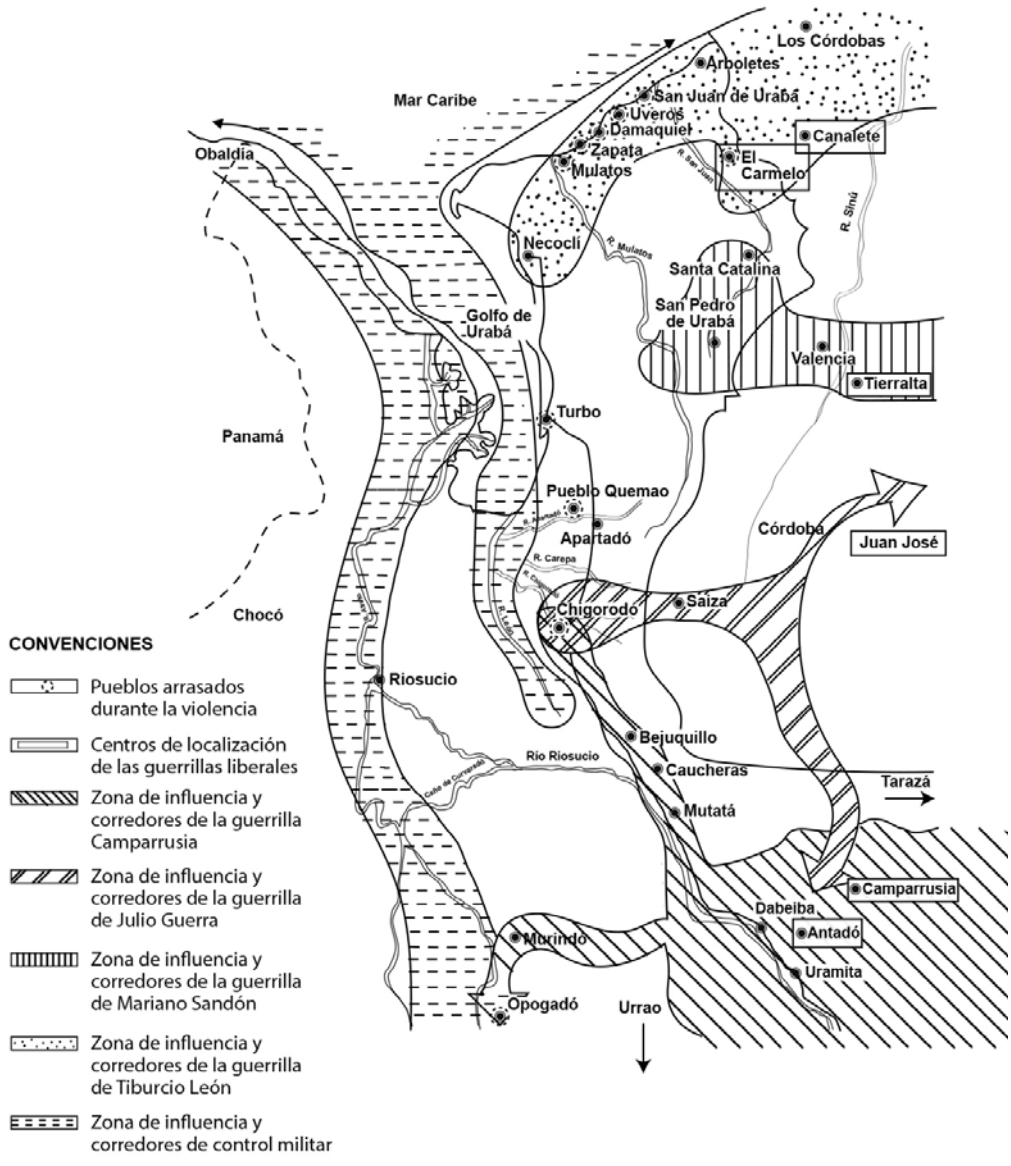 Los Córdobas
Arboletes
Mar Caribe
San Juan de Urabá
Uveros
Damaquiel
Canalete
Zapata
Obaldía
El
Carmelo
Mulatos
R. San Juan
R. Sinú
Necoclí
R. Mulatos
Santa Catalina
San Pedro
de Urabá
Golfo de
Urabá
Valencia
Tierralta
Turbo
Panamá
Pueblo Quemao
R. Apartadó
Apartadó
Córdoba
Juan José
R. Carepa
R. Chigorodó
Saiza
Chigorodó
Chocó
R. León
Riosucio
Bejuquillo
Río Riosucio
Caucheras
Tarazá
Caño de Curvaradó
Mutatá
Camparrusia
Dabeiba
Antadó
Murindó
Uramita
Opogadó
Urrao
CONVENCIONES
Pueblos arrasados
durante la violencia
Centros de localización
de las guerrillas liberales
Zona de influencia y
corredores de la guerrilla
Camparrusia
Zona de influencia y
corredores de la guerrilla
de Julio Guerra
Zona de influencia y
corredores de la guerrilla
de Mariano Sandón
Zona de influencia y
corredores de la guerrilla
de Tiburcio León
Zona de influencia y
corredores de control militar